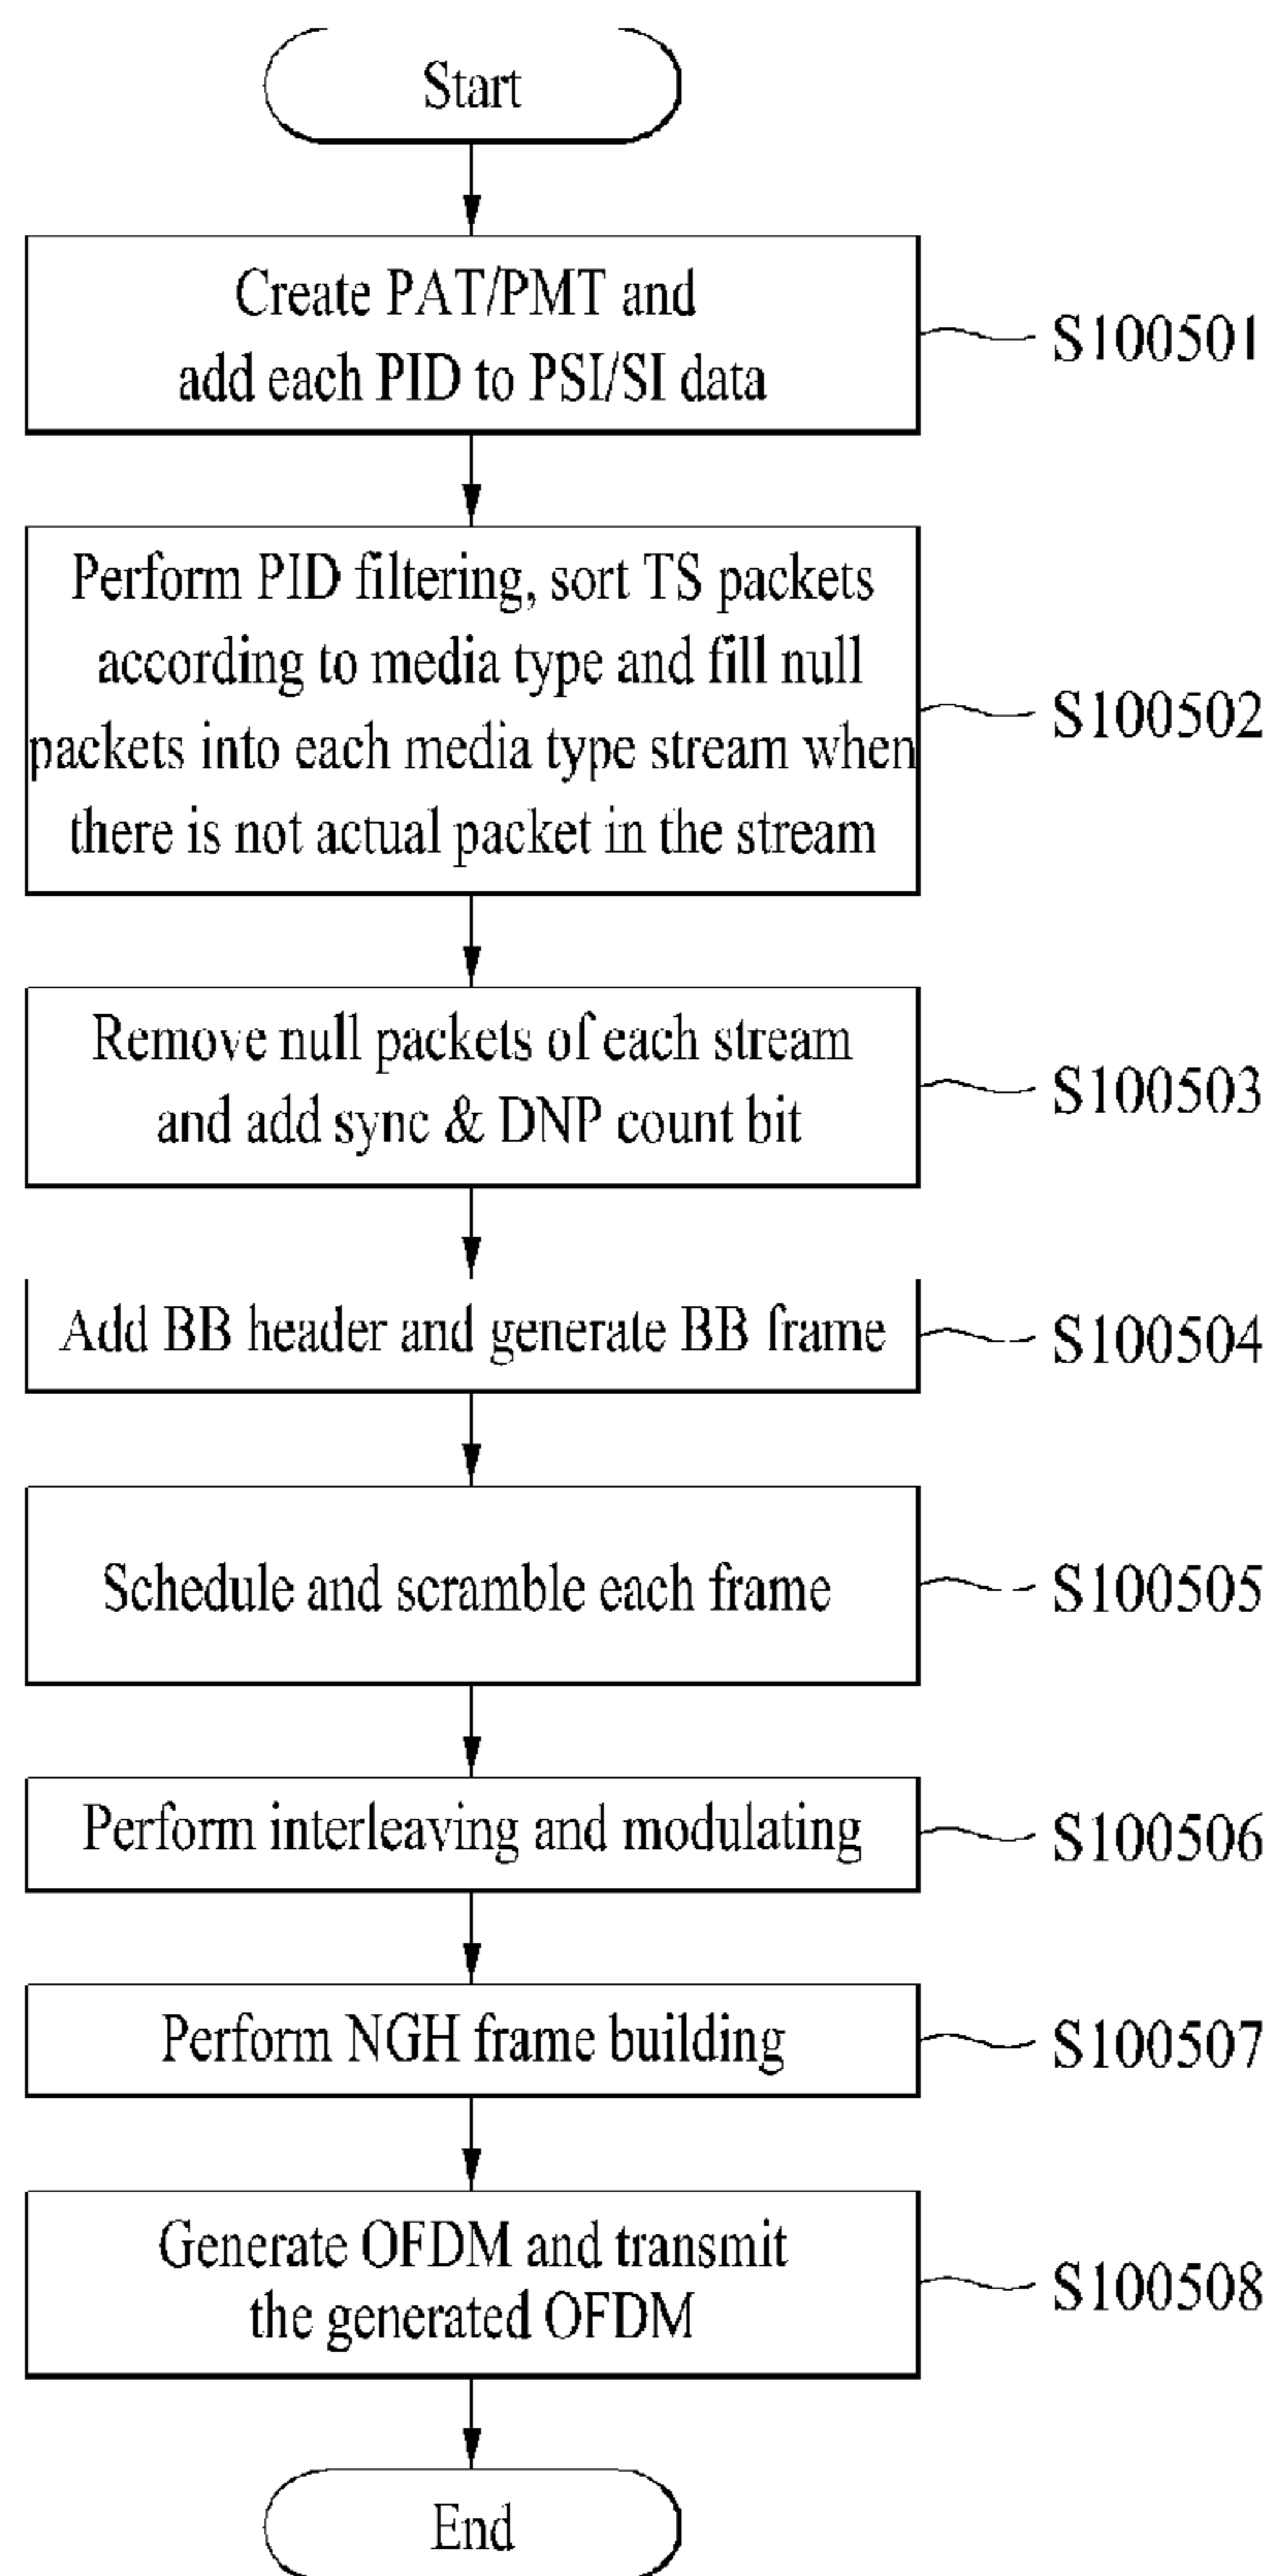 Start
Create PAT/PMT and
add each PID to PSI/SI data
S100501
Perform PID filtering, sort TS packets
according to media type and fill null
packets into each media type stream when
there is not actual packet in the stream
S100502
Remove null packets of each stream
and add sync & DNP count bit
S100503
Add BB header and generate BB frame
S100504
Schedule and scramble each frame
S100505
Perform interleaving and modulating
S100506
Perform NGH frame building
S100507
Generate OFDM and transmit
the generated OFDM
S100508
End